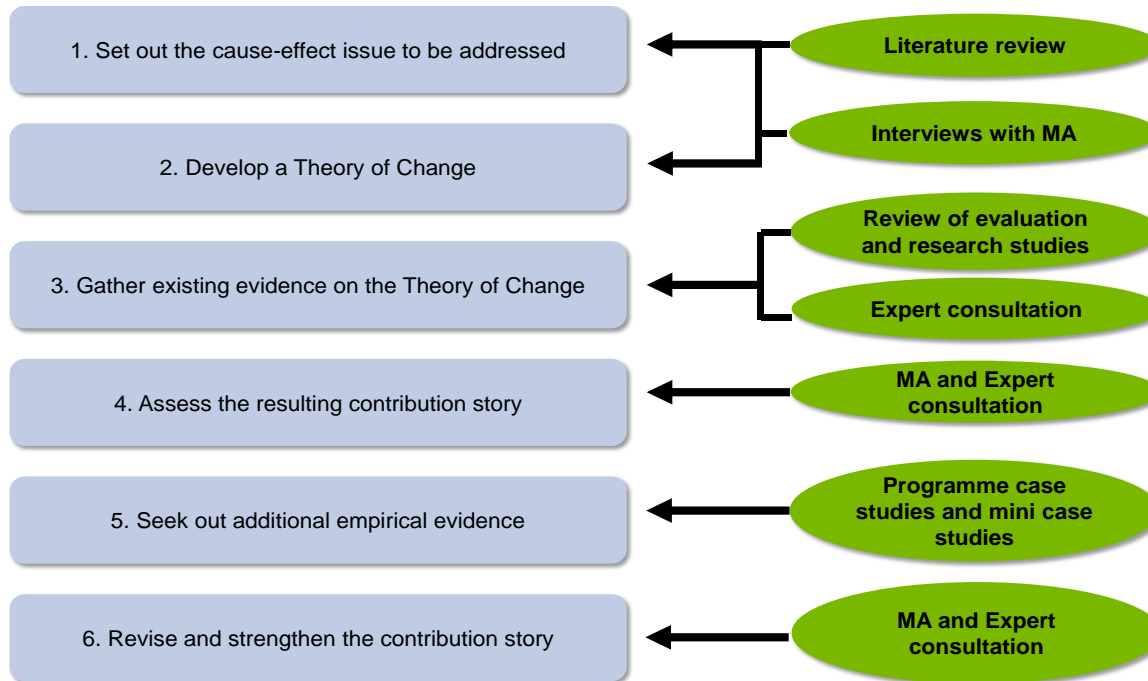 1. Set out the cause-effect issue to be addressed
Literature review
Interviews with MA
2. Develop a Theory of Change
Review of evaluation
and research studies
3. Gather existing evidence on the Theory of Change
Expert consultation
4. Assess the resulting contribution story
MA and Expert
consultation
5. Seek out additional empirical evidence
Programme case
studies and mini case
studies
6. Revise and strengthen the contribution story
MA and Expert
consultation